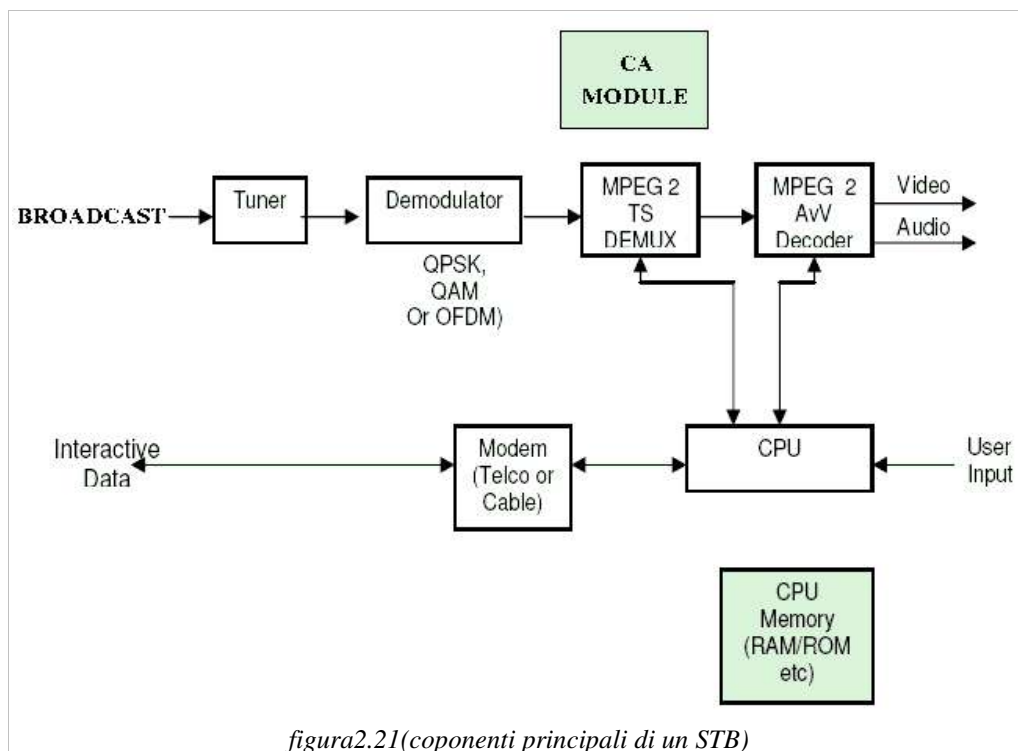 CA
MODULE
BROADCAST
Tuner
Demodulator
QPSK,
QAM
Or OFDM)
MPEG 2
TS
DEMUX
MPEG 2
AvV
Decoder
Video
Audio
Interactive
Data
Modem
(Telco or
Cable)
CPU
User
Input
CPU
Memory
(RAM/ROM
etc)
figura2.21(coponenti principali di un STB)